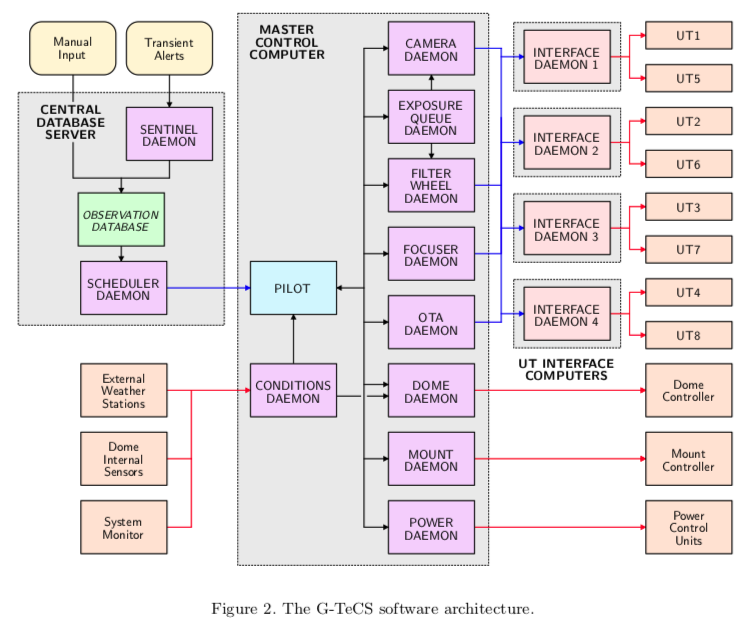 Manual
Input
Transient
Alerts
CENTRAL
DATABASE
SERVER
SENTINEL
DAEMON
OBSERVATION
DATABASE
SCHEDULER
DAEMON
External
Weather
Stations
Dome
Internal
Sensors
System
Monitor
MASTER
CONTROL
COMPUTER
PILOT
CONDITIONS
DAEMON
CAMERA
DAEMON
EXPOSURE
QUEUE
DAEMON
FILTER
WHEEL
DAEMON
FOCUSER
DAEMON
OTA
DAEMON
DOME
DAEMON
MOUNT
DAEMON
POWER
DAEMON
INTERFACE
DAEMON 1
INTERFACE
DAEMON 2
INTERFACE
DAEMON 3
INTERFACE
DAEMON 4
UT INTERFACE
COMPUTERS
UT1
UT5
UT2
UT6
UT3
UT7
UT4
UT8
Dome
Controller
Mount
Controller
Power
Control
Units
Figure 2. The G-TeCS software architecture.